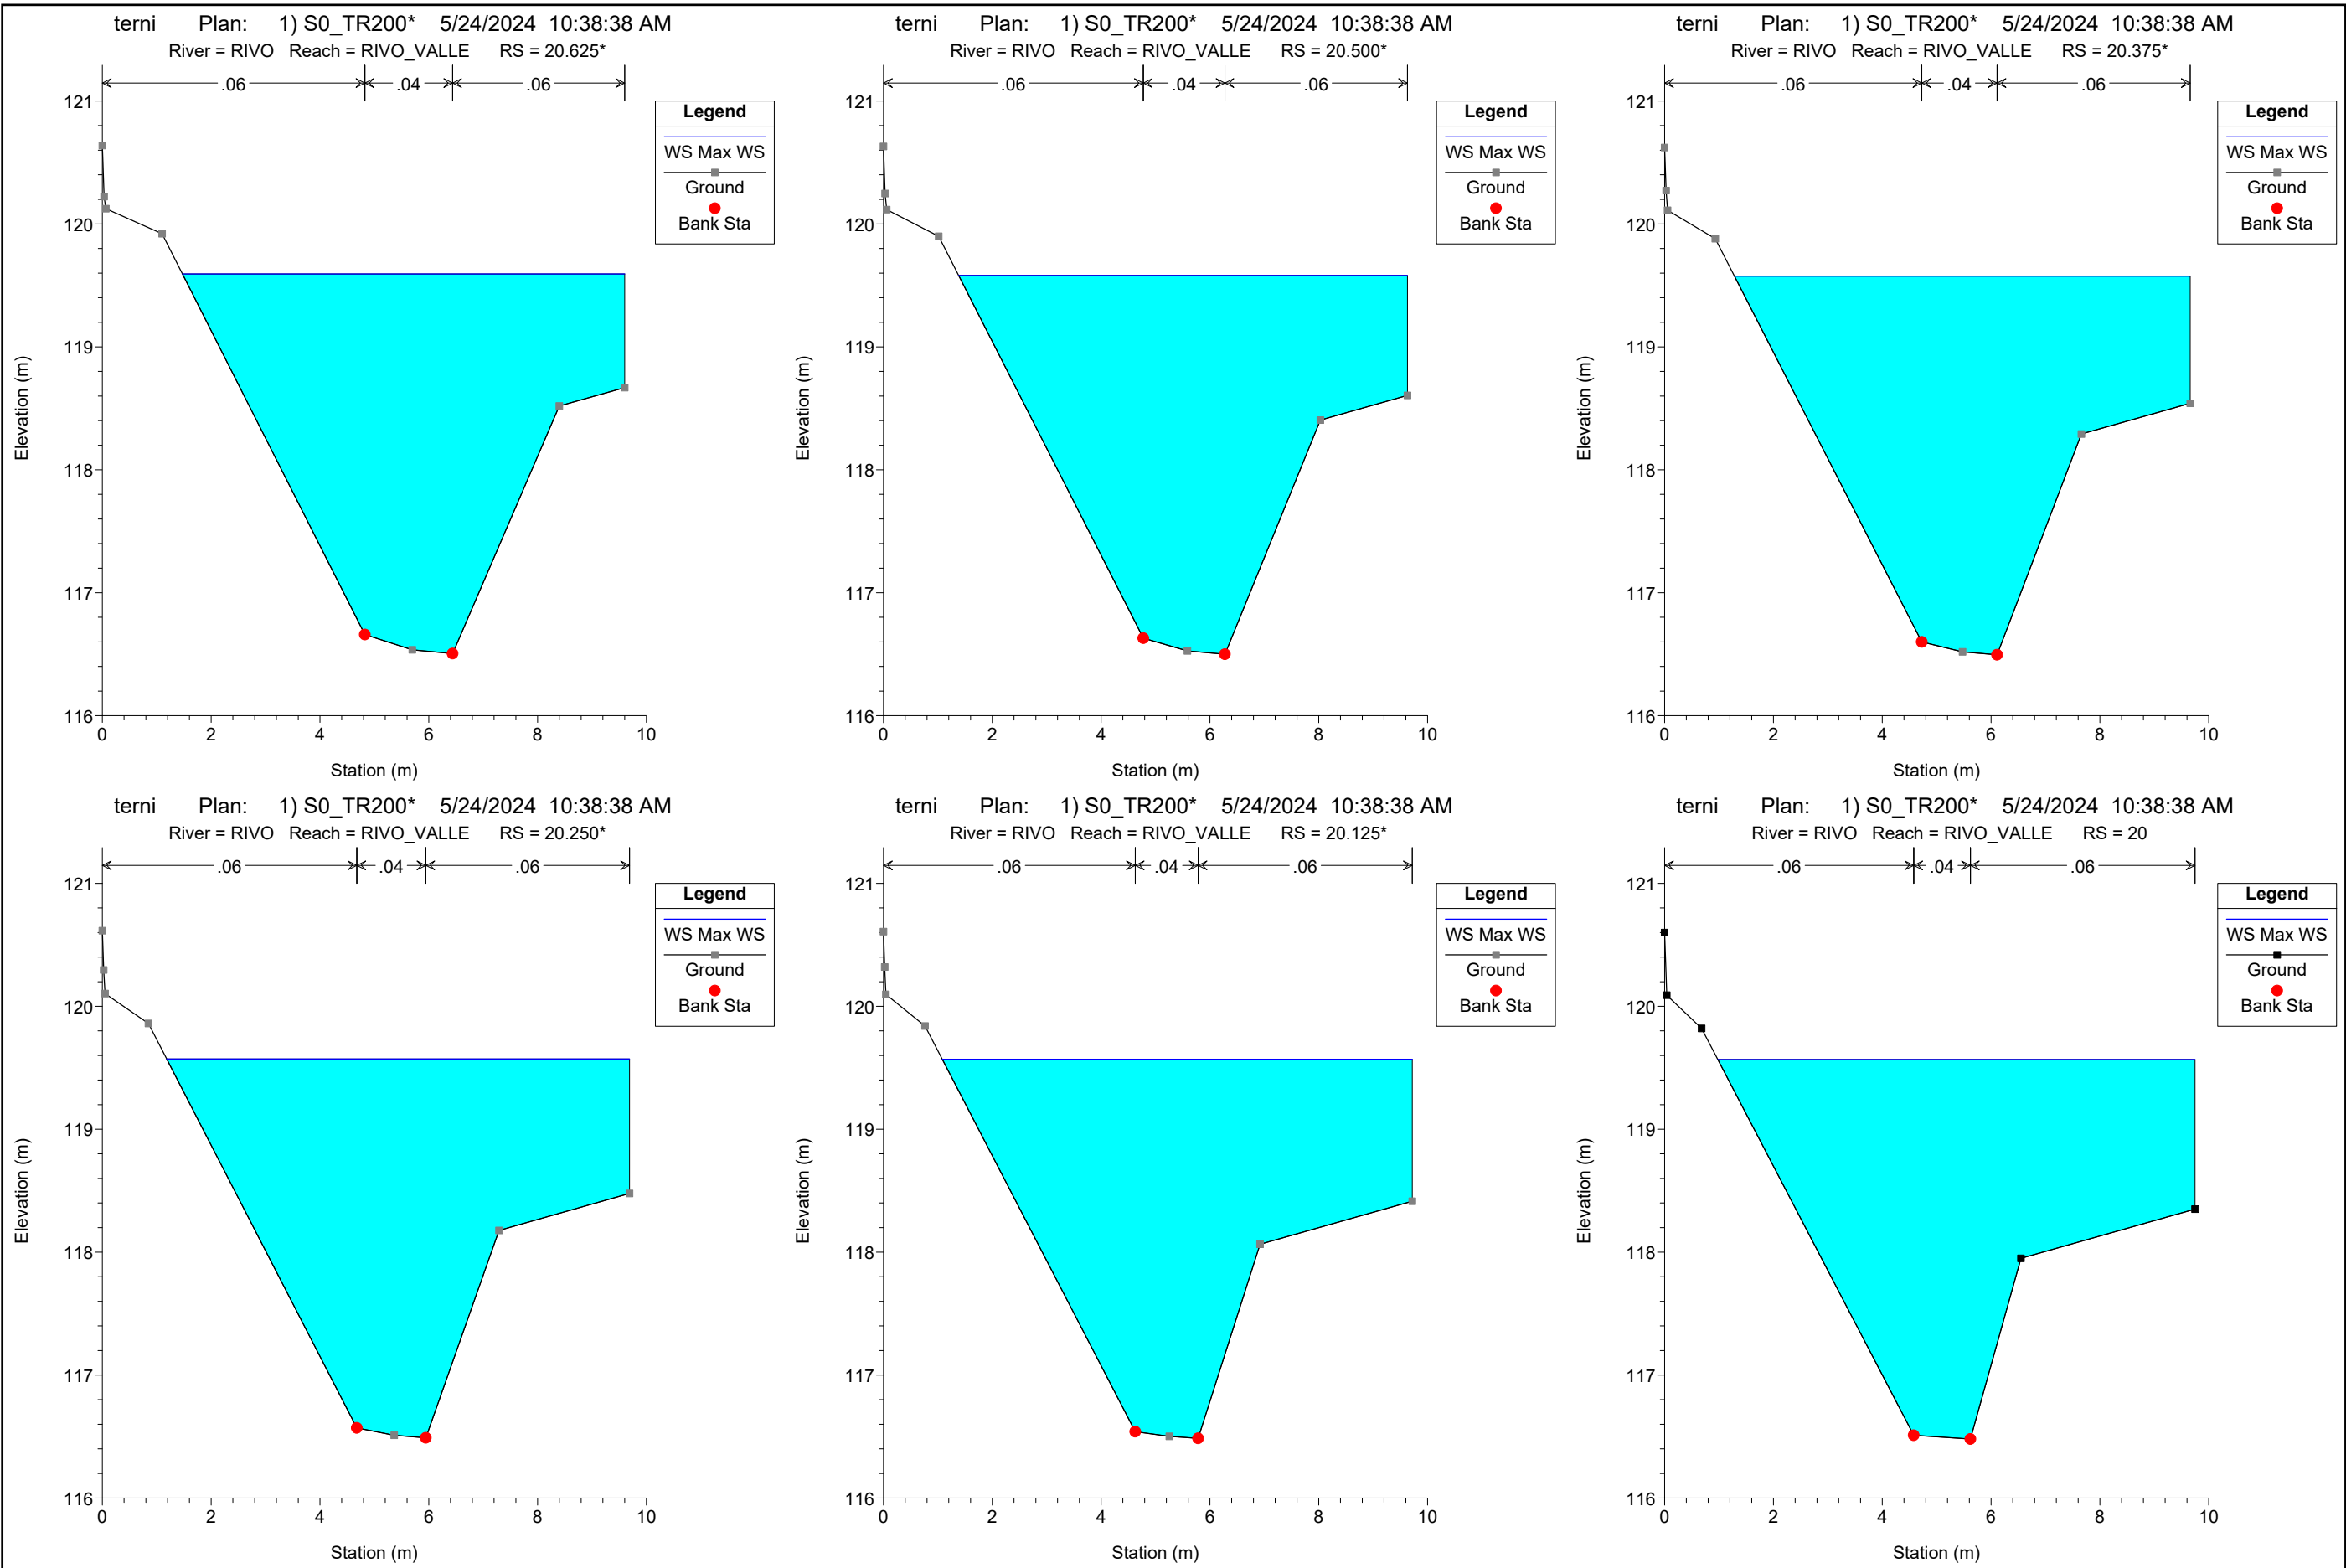 terni Plan: 1) S0_TR200* 5/24/2024 10:38:38 AM
River = RIVO Reach = RIVO_VALLE RS = 20.625*
.06 .04 .06
121
120
119
118
117
116
0 2 4 6 8 10
Station (m)
Elevation (m)
Legend
WS Max WS
Ground
Bank Sta
terni Plan: 1) S0_TR200* 5/24/2024 10:38:38 AM
River = RIVO Reach = RIVO_VALLE RS = 20.500*
.06 .04 .06
121
120
119
118
117
116
0 2 4 6 8 10
Station (m)
Elevation (m)
Legend
WS Max WS
Ground
Bank Sta
terni Plan: 1) S0_TR200* 5/24/2024 10:38:38 AM
River = RIVO Reach = RIVO_VALLE RS = 20.375*
.06 .04 .06
121
120
119
118
117
116
0 2 4 6 8 10
Station (m)
Elevation (m)
Legend
WS Max WS
Ground
Bank Sta
terni Plan: 1) S0_TR200* 5/24/2024 10:38:38 AM
River = RIVO Reach = RIVO_VALLE RS = 20.250*
.06 .04 .06
121
120
119
118
117
116
0 2 4 6 8 10
Station (m)
Elevation (m)
Legend
WS Max WS
Ground
Bank Sta
terni Plan: 1) S0_TR200* 5/24/2024 10:38:38 AM
River = RIVO Reach = RIVO_VALLE RS = 20.125*
.06 .04 .06
121
120
119
118
117
116
0 2 4 6 8 10
Station (m)
Elevation (m)
Legend
WS Max WS
Ground
Bank Sta
terni Plan: 1) S0_TR200* 5/24/2024 10:38:38 AM
River = RIVO Reach = RIVO_VALLE RS = 20
.06 .04 .06
121
120
119
118
117
116
0 2 4 6 8 10
Station (m)
Elevation (m)
Legend
WS Max WS
Ground
Bank Sta